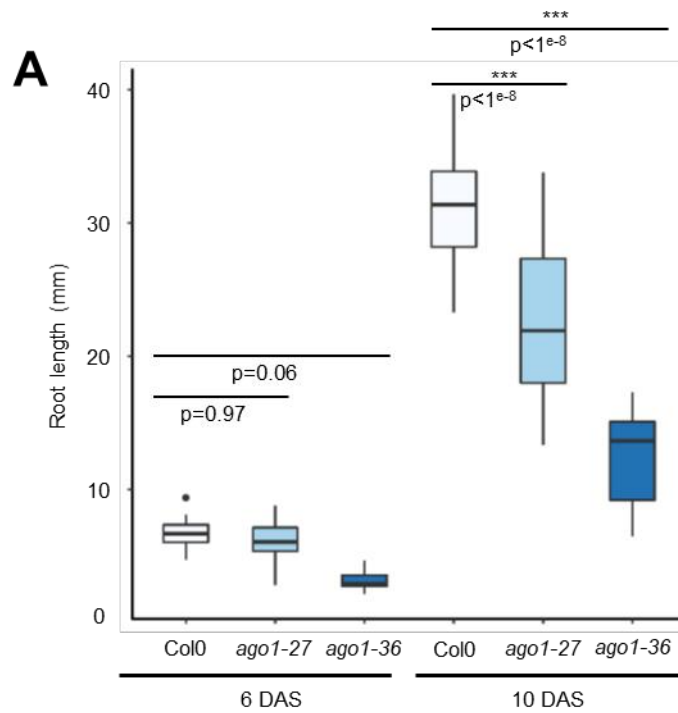 A
***
p<1e-8
***
p<1e-8
40
30
20
10
0
Root length (mm)
p=0.06
p=0.97
Col0 ago1-27 ago1-36 Col0 ago1-27 ago1-36
6 DAS 10 DAS